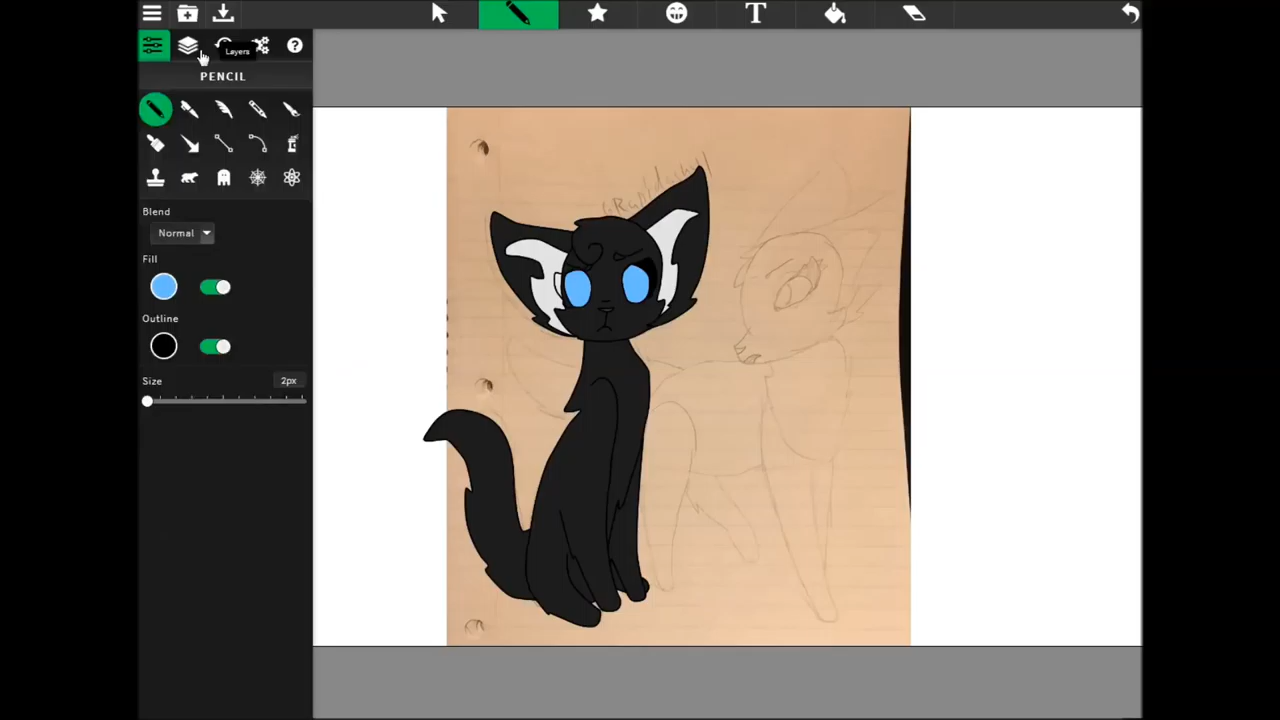 T
Layers
?
PENCIL
Blend
Normal
Fill
Outline
Size
2px